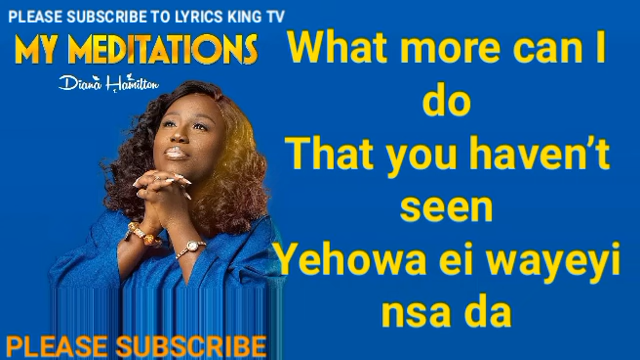 PLEASE SUBSCRIBE TO LYRICS KING TV
MY MEDITATIONS
Diana Hamilton
What more can I
do
That you haven't
seen
Yehowa ei wayeyi
nsa da
PLEASE SUBSCRIBE